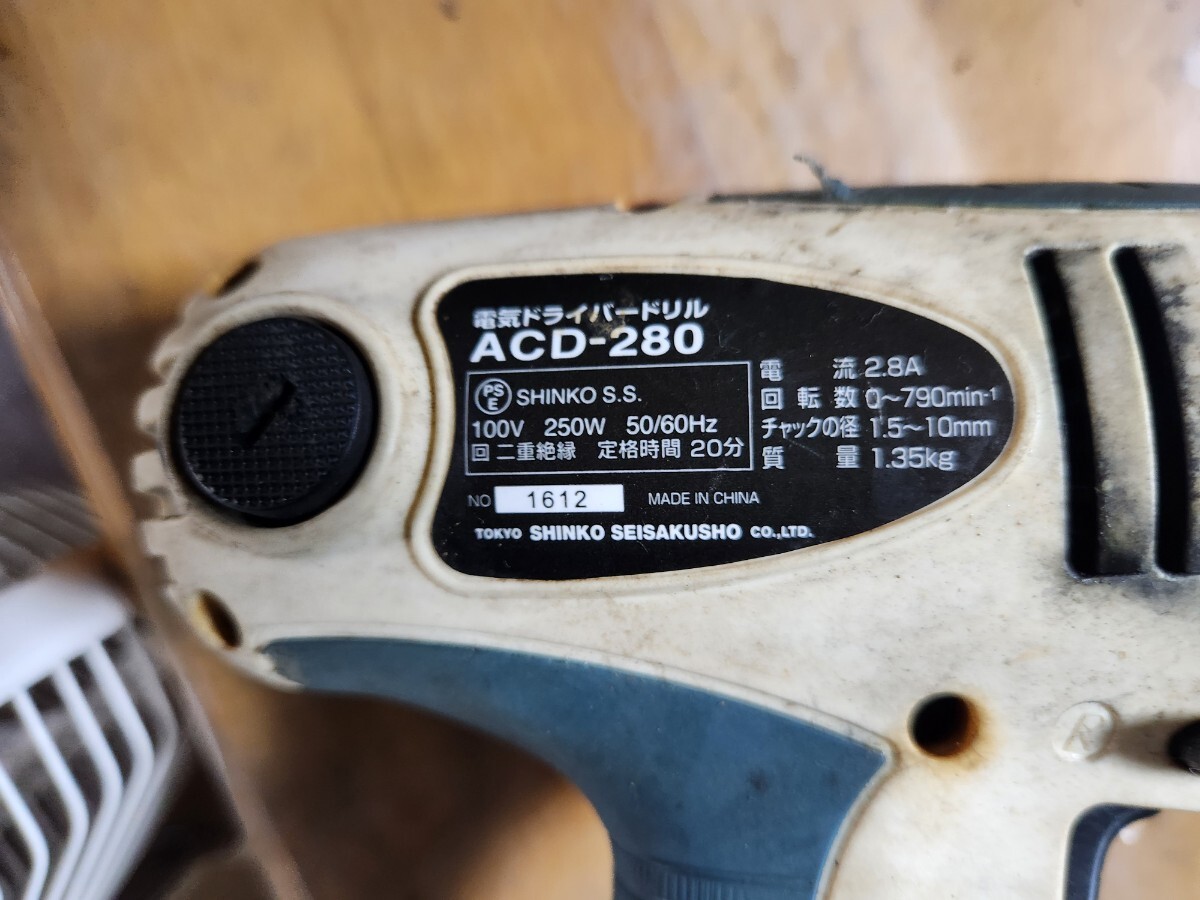 電気ドライバードリル
ACD-280
PS
E
SHINKO S.S.
100V 250W 50/60Hz
回 二重絶縁 定格時間 20分
電 流 2.8A
回 転 数 0〜790min-1
チャックの径 1.5〜10mm
質 量 1.35kg
NO 1612 MADE IN CHINA
TOKYO SHINKO SEISAKUSHO CO.,LTD.